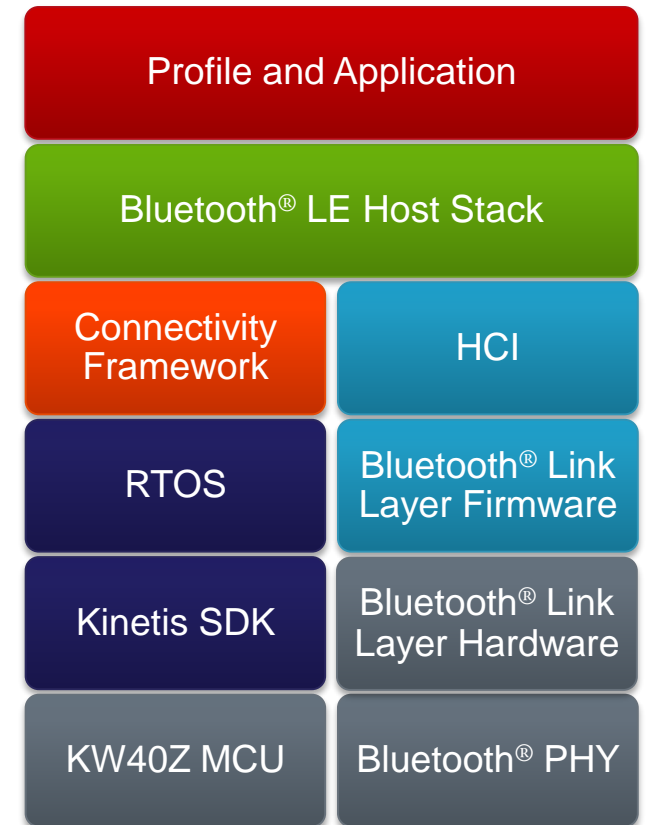 Profile and Application
Bluetooth® LE Host Stack
Connectivity
Framework
HCI
RTOS
Bluetooth® Link
Layer Firmware
Kinetis SDK
Bluetooth® Link
Layer Hardware
KW40Z MCU
Bluetooth® PHY